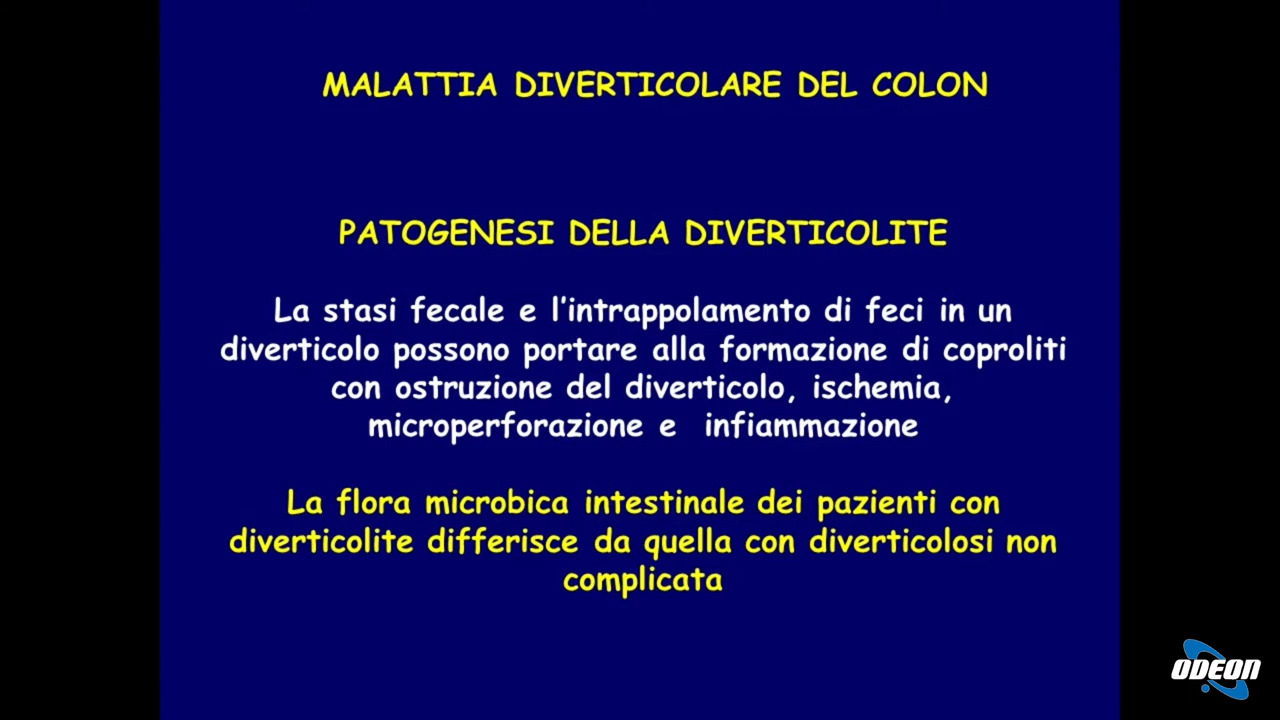 MALATTIA DIVERTICOLARE DEL COLON
PATOGENESI DELLA DIVERTICOLITE
La stasi fecale e l'intrappolamento di feci in un
diverticolo possono portare alla formazione di coproliti
con ostruzione del diverticolo, ischemia,
microperforazione e infiammazione
La flora microbica intestinale dei pazienti con
diverticolite differisce da quella con diverticolosi non
complicata
ODEON